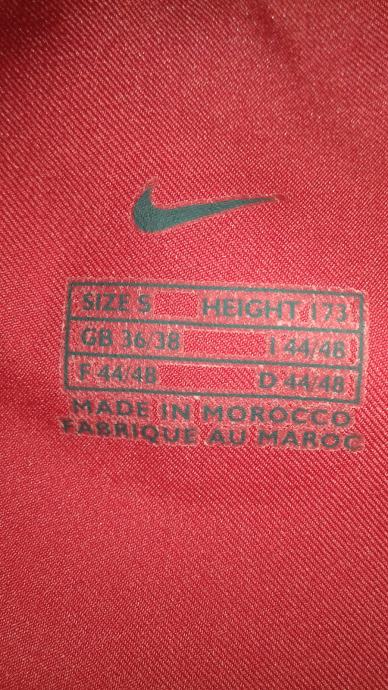 SIZE S HEIGHT 173
GB 36/38 I 44/48
F 44/48 D 44/48
MADE IN MOROCCO
FABRIQUE AU MAROC